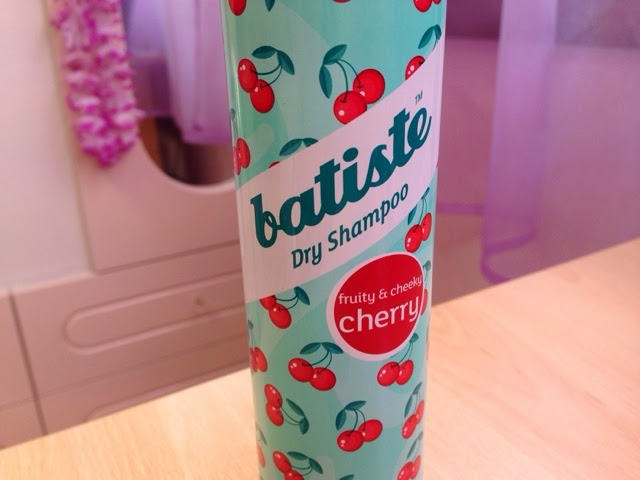 batiste™
Dry Shampoo
fruity & cheeky
cherry